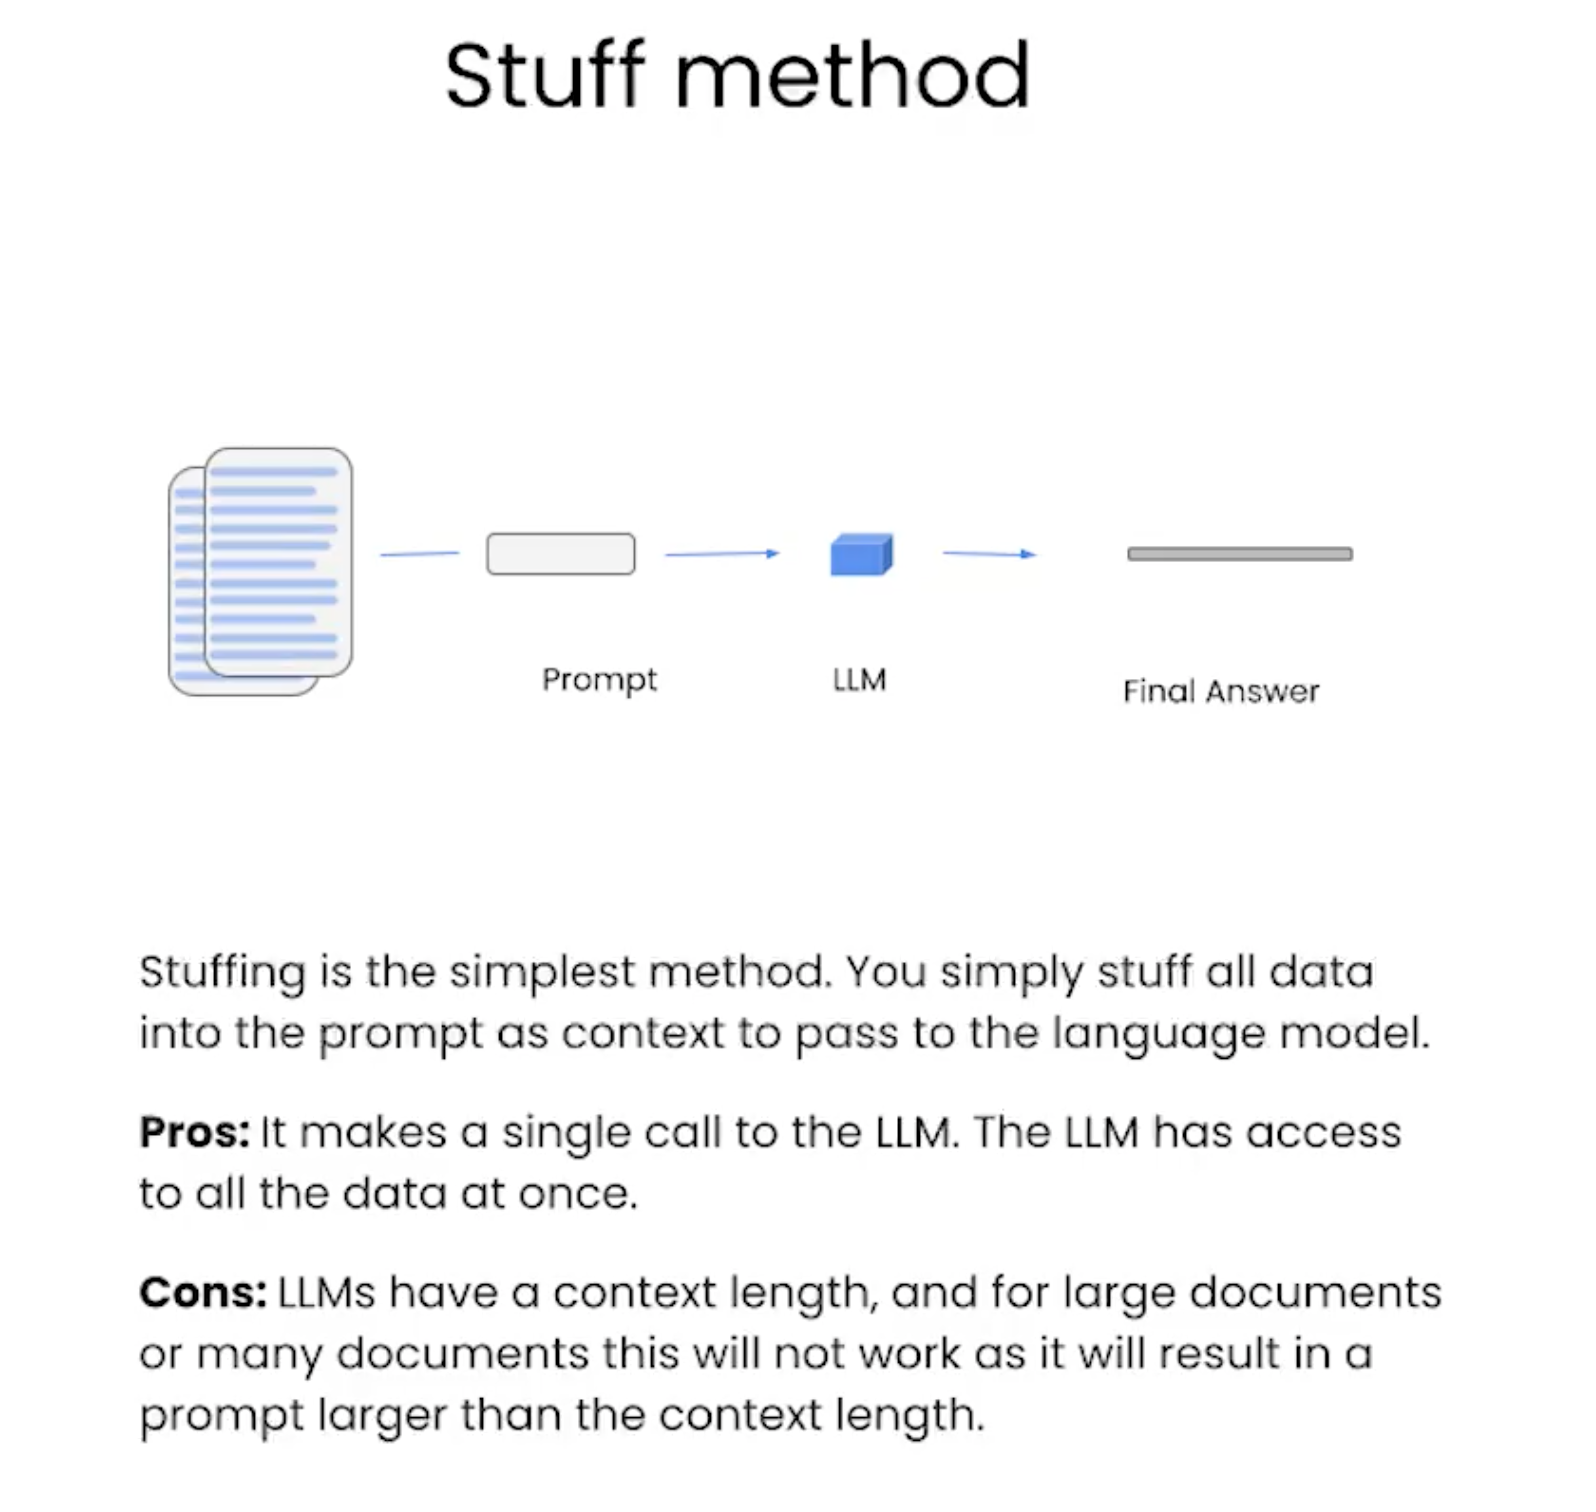 Stuff method
Prompt
LLM
Final Answer
Stuffing is the simplest method. You simply stuff all data
into the prompt as context to pass to the language model.
Pros: It makes a single call to the LLM. The LLM has access
to all the data at once.
Cons: LLMs have a context length, and for large documents
or many documents this will not work as it will result in a
prompt larger than the context length.